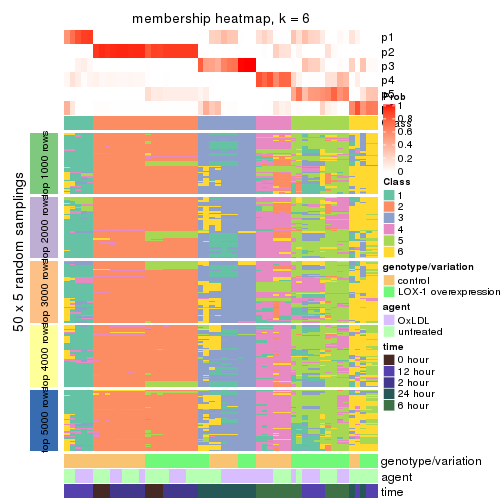 membership heatmap, k = 6
p1
p2
p3
p4
p5
Prob
1
0.8
0.6
0.4
0.2
0
Class
1
2
3
4
5
6
genotype/variation
control
LOX-1 overexpression
agent
OxLDL
untreated
time
0 hour
12 hour
2 hour
24 hour
6 hour
50 x 5 random samplings
top 1000 rows
top 2000 rows
top 3000 rows
top 4000 rows
top 5000 rows
genotype/variation
agent
time